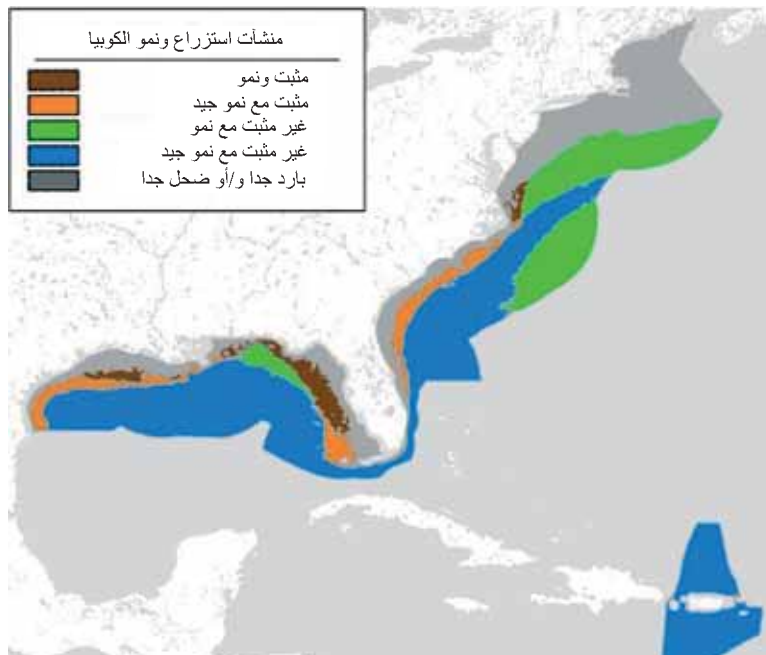 منشآت استزراع ونمو الكوبيا
مثبت ونمو
مثبت مع نمو جيد
غير مثبت مع نمو
غير مثبت مع نمو جيد
بارد جدا و/أو ضحل جدا